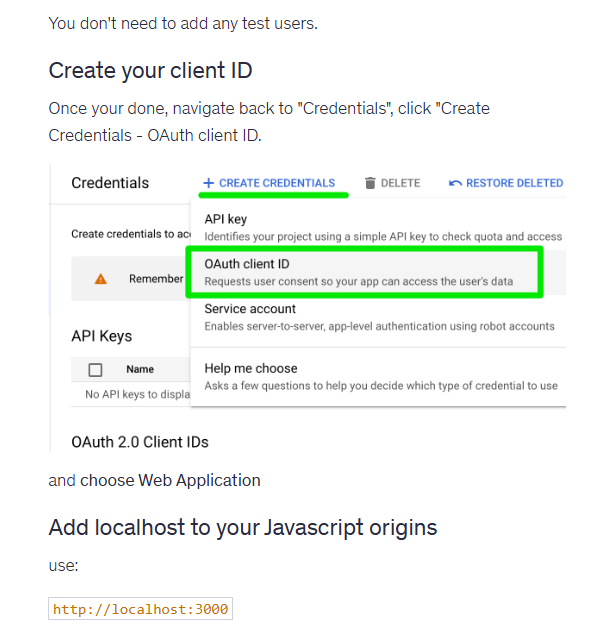 You don't need to add any test users.
Create your client ID
Once your done, navigate back to "Credentials", click "Create
Credentials - OAuth client ID.
Credentials
+ CREATE CREDENTIALS
DELETE
RESTORE DELETED
API key
Identifies your project using a simple API key to check quota and access
Create credentials to ac
OAuth client ID
Requests user consent so your app can access the user's data
Remember
Service account
Enables server-to-server, app-level authentication using robot accounts
API Keys
Help me choose
Asks a few questions to help you decide which type of credential to use
Name
No API keys to displa
OAuth 2.0 Client IDs
and choose Web Application
Add localhost to your Javascript origins
use:
http://localhost:3000